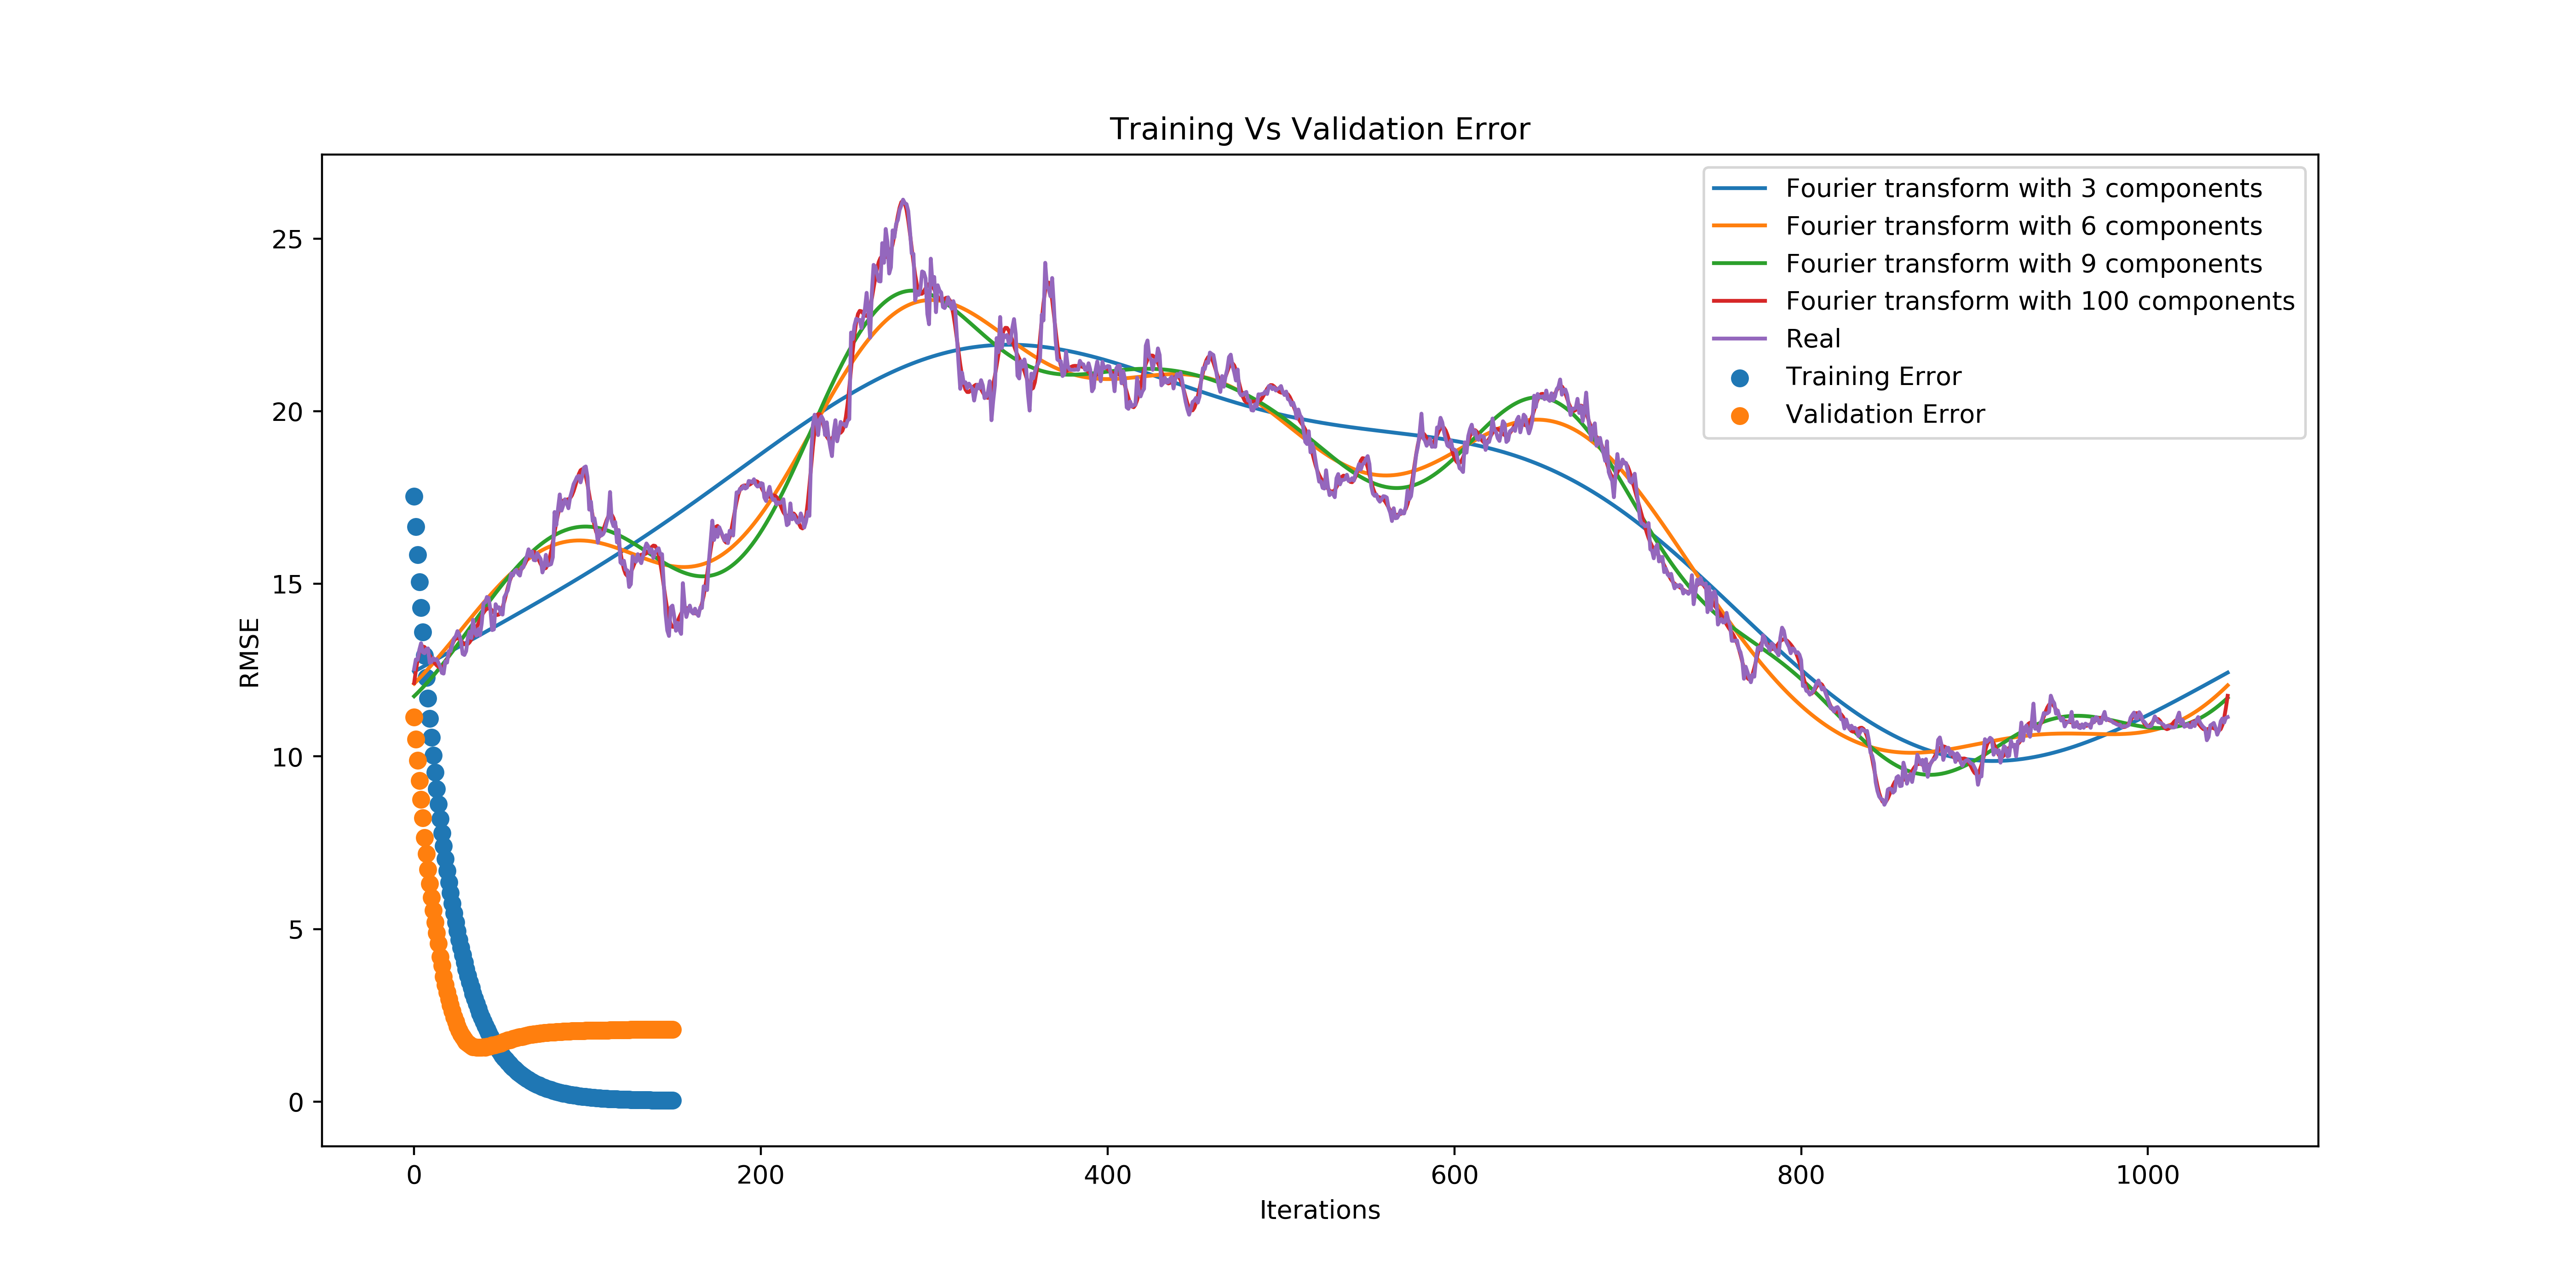 Training Vs Validation Error
25
20
15
10
5
0
RMSE
Fourier transform with 3 components
Fourier transform with 6 components
Fourier transform with 9 components
Fourier transform with 100 components
Real
Training Error
Validation Error
0 200 400 600 800 1000
Iterations